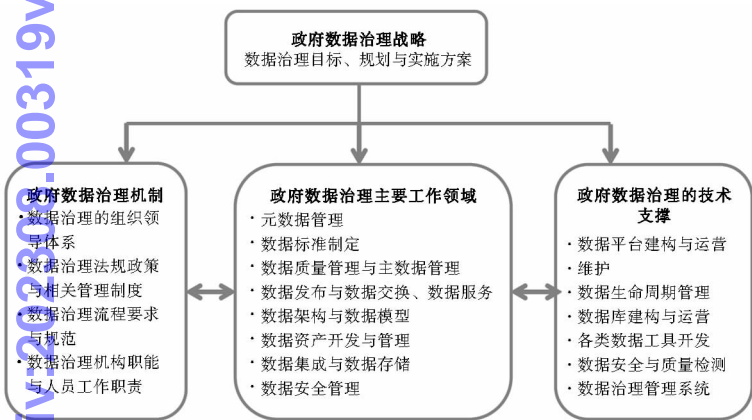 政府数据治理战略
数据治理目标、规划与实施方案
政府数据治理机制
·数据治理的组织领
导体系
·数据治理法规政策
与相关管理制度
·数据治理流程要求
与规范
·数据治理机构职能
与人员工作职责
政府数据治理主要工作领域
·元数据管理
·数据标准制定
·数据质量管理与主数据管理
·数据发布与数据交换、数据服务
·数据架构与数据模型
·数据资产开发与管理
·数据集成与数据存储
·数据安全管理
政府数据治理的技术
支撑
·数据平台建构与运营
·维护
·数据生命周期管理
·数据库建构与运营
·各类数据工具开发
·数据安全与质量检测
·数据治理管理系统
iv:202308.00319v